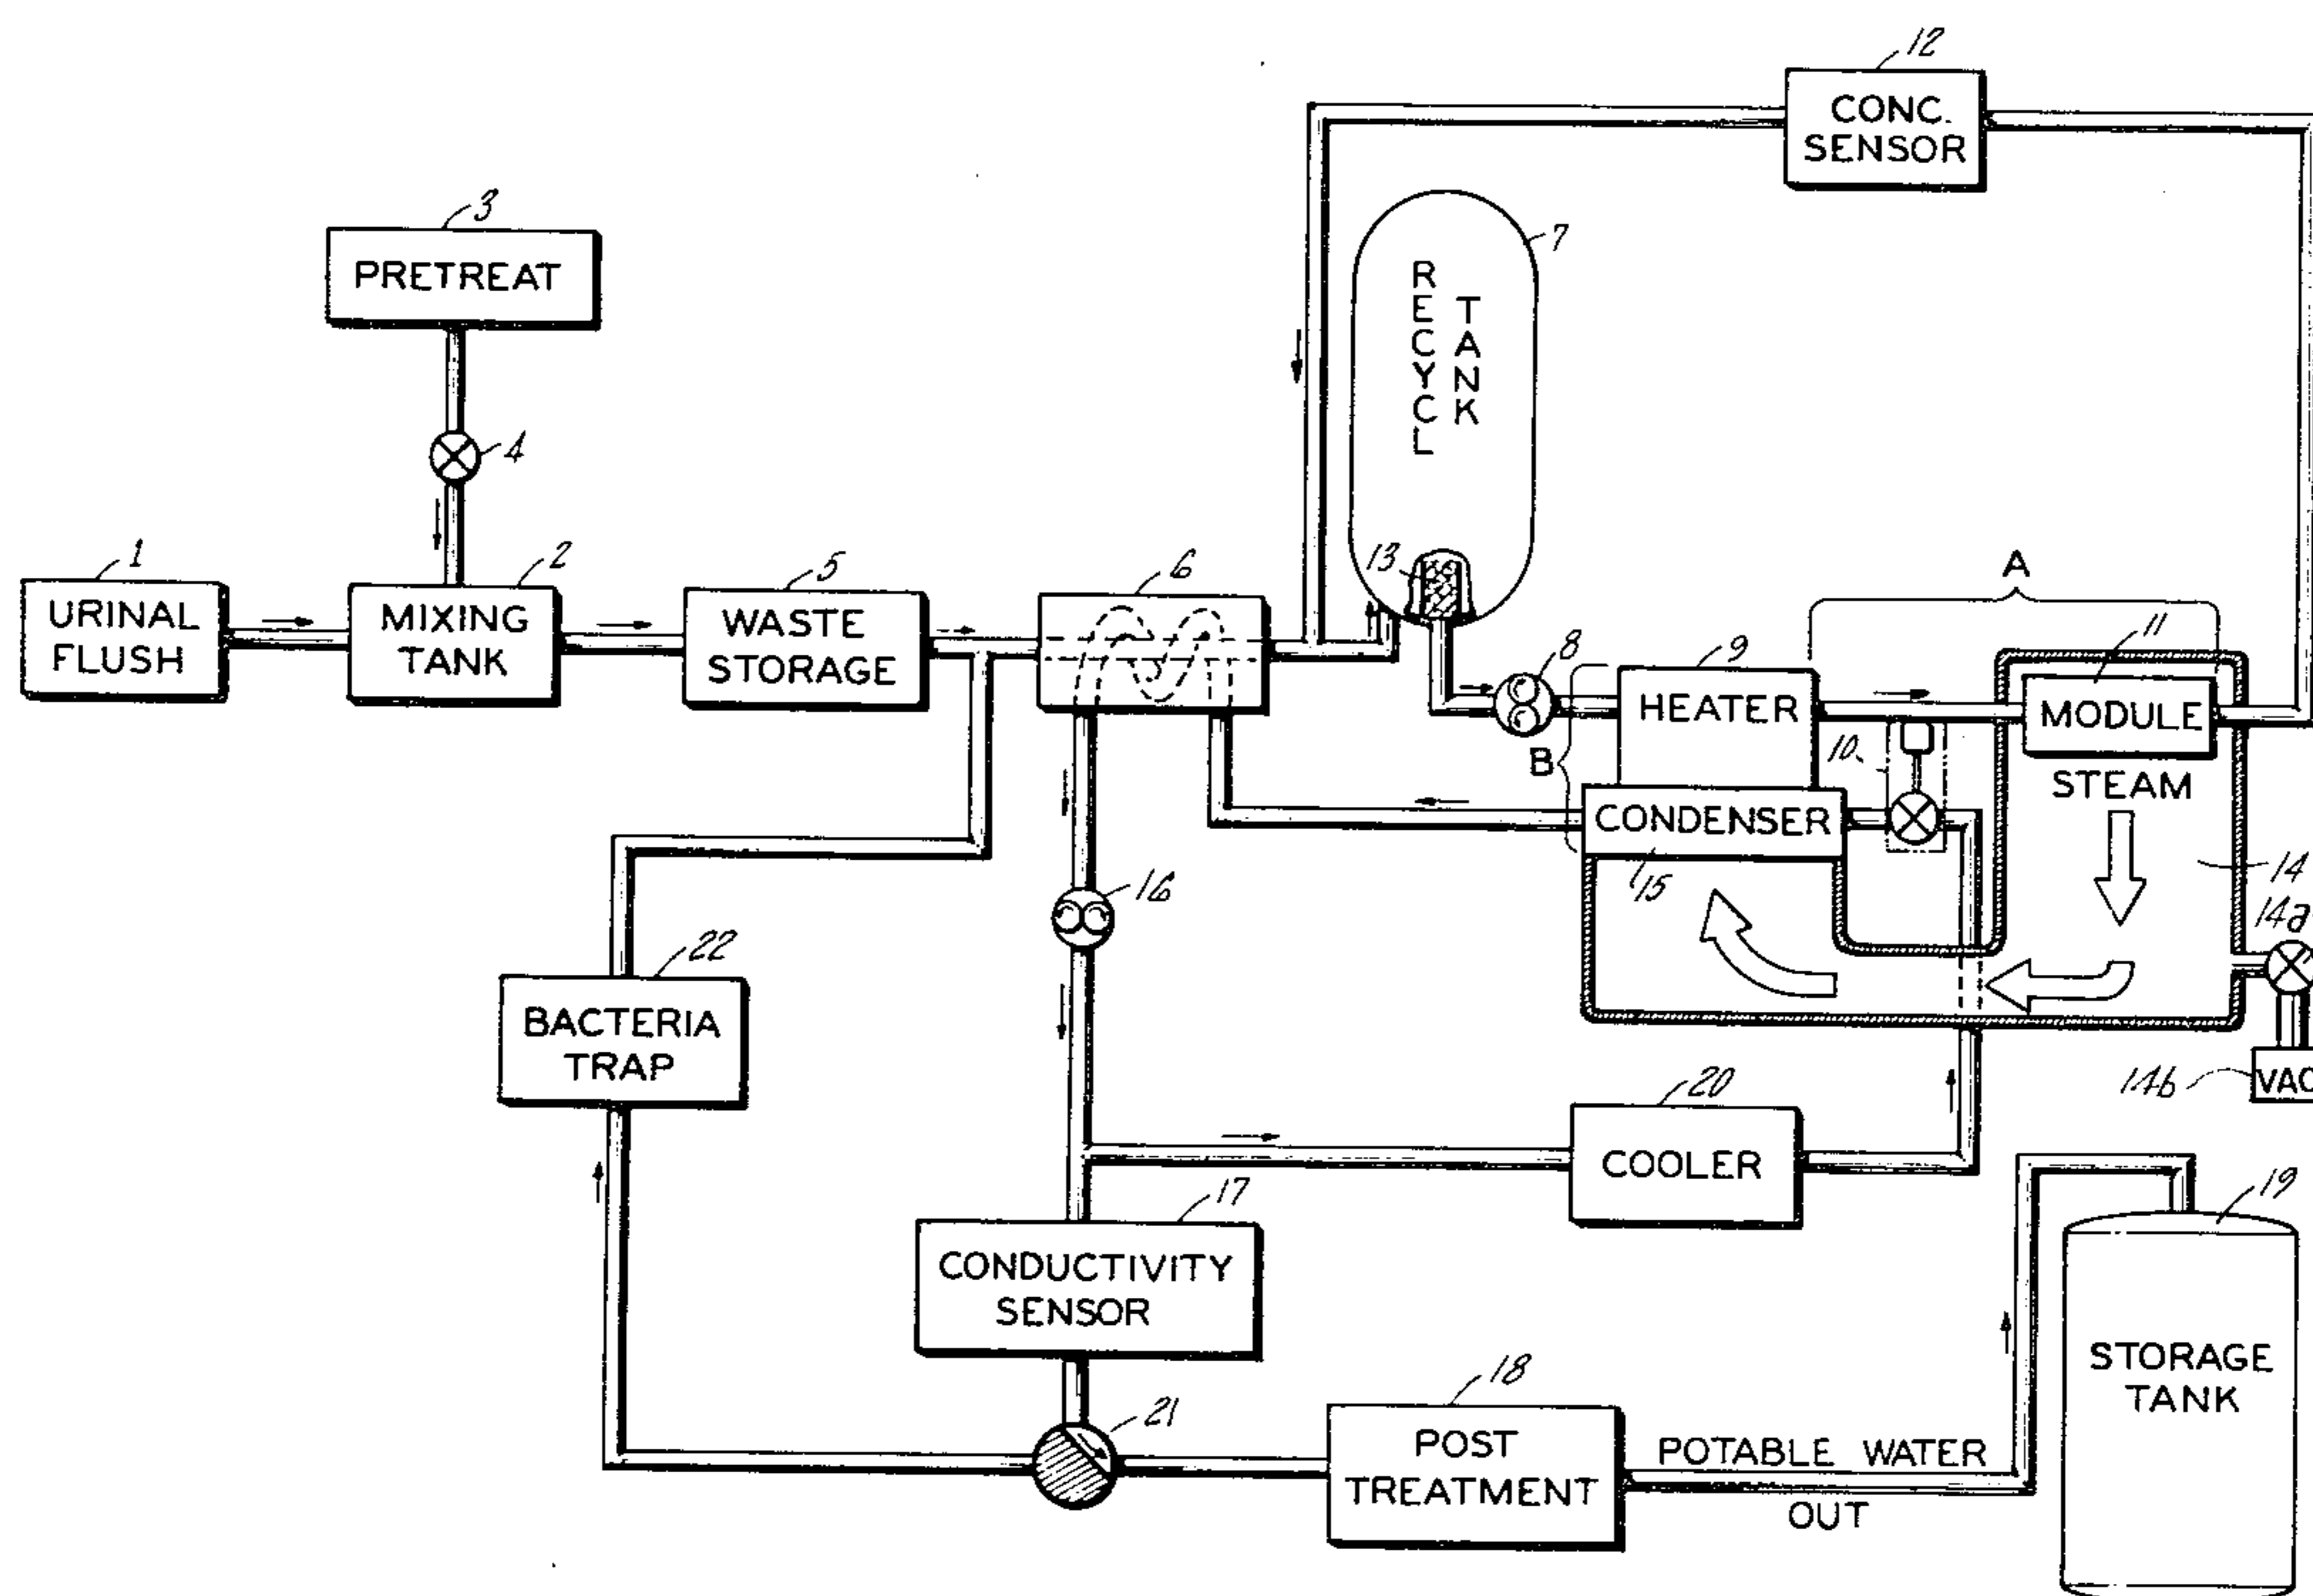 12
CONC.
SENSOR
3
PRETREAT
4
7
RECYCL
TANK
13
1
URINAL
FLUSH
2
MIXING
TANK
5
WASTE
STORAGE
6
8
9
HEATER
A
11
MODULE
B
10
STEAM
CONDENSER
15
14
14a
14b
VAC
16
22
BACTERIA
TRAP
20
COOLER
17
CONDUCTIVITY
SENSOR
19
STORAGE
TANK
21
18
POST
TREATMENT
POTABLE WATER
OUT